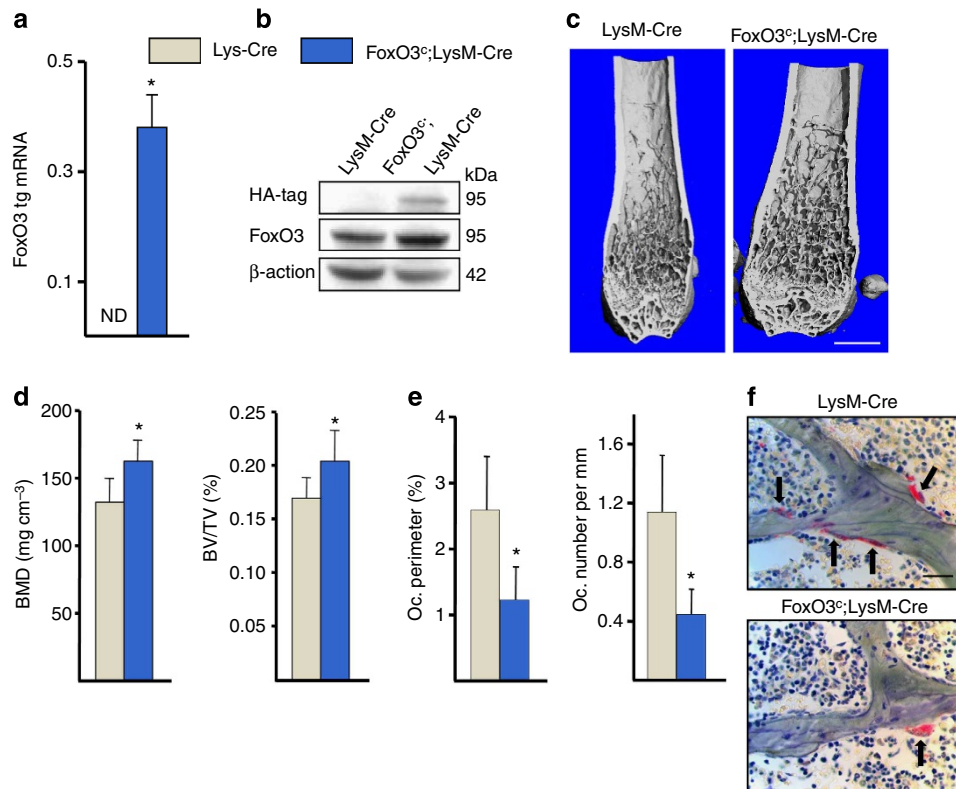 a
b
c
Lys-Cre
FoxO3ᶜ;LysM-Cre
FoxO3 tg mRNA
0.5
0.3
0.1
ND
*
LysM-Cre
FoxO3ᶜ;
LysM-Cre
kDa
HA-tag
95
FoxO3
95
β-action
42
LysM-Cre
FoxO3ᶜ;LysM-Cre
d
BMD (mg cm⁻³)
200
150
100
50
*
BV/TV (%)
0.25
0.20
0.15
0.10
0.05
*
e
Oc. perimeter (%)
4
3
2
1
*
Oc. number per mm
1.6
1.2
0.8
0.4
*
f
LysM-Cre
FoxO3ᶜ;LysM-Cre